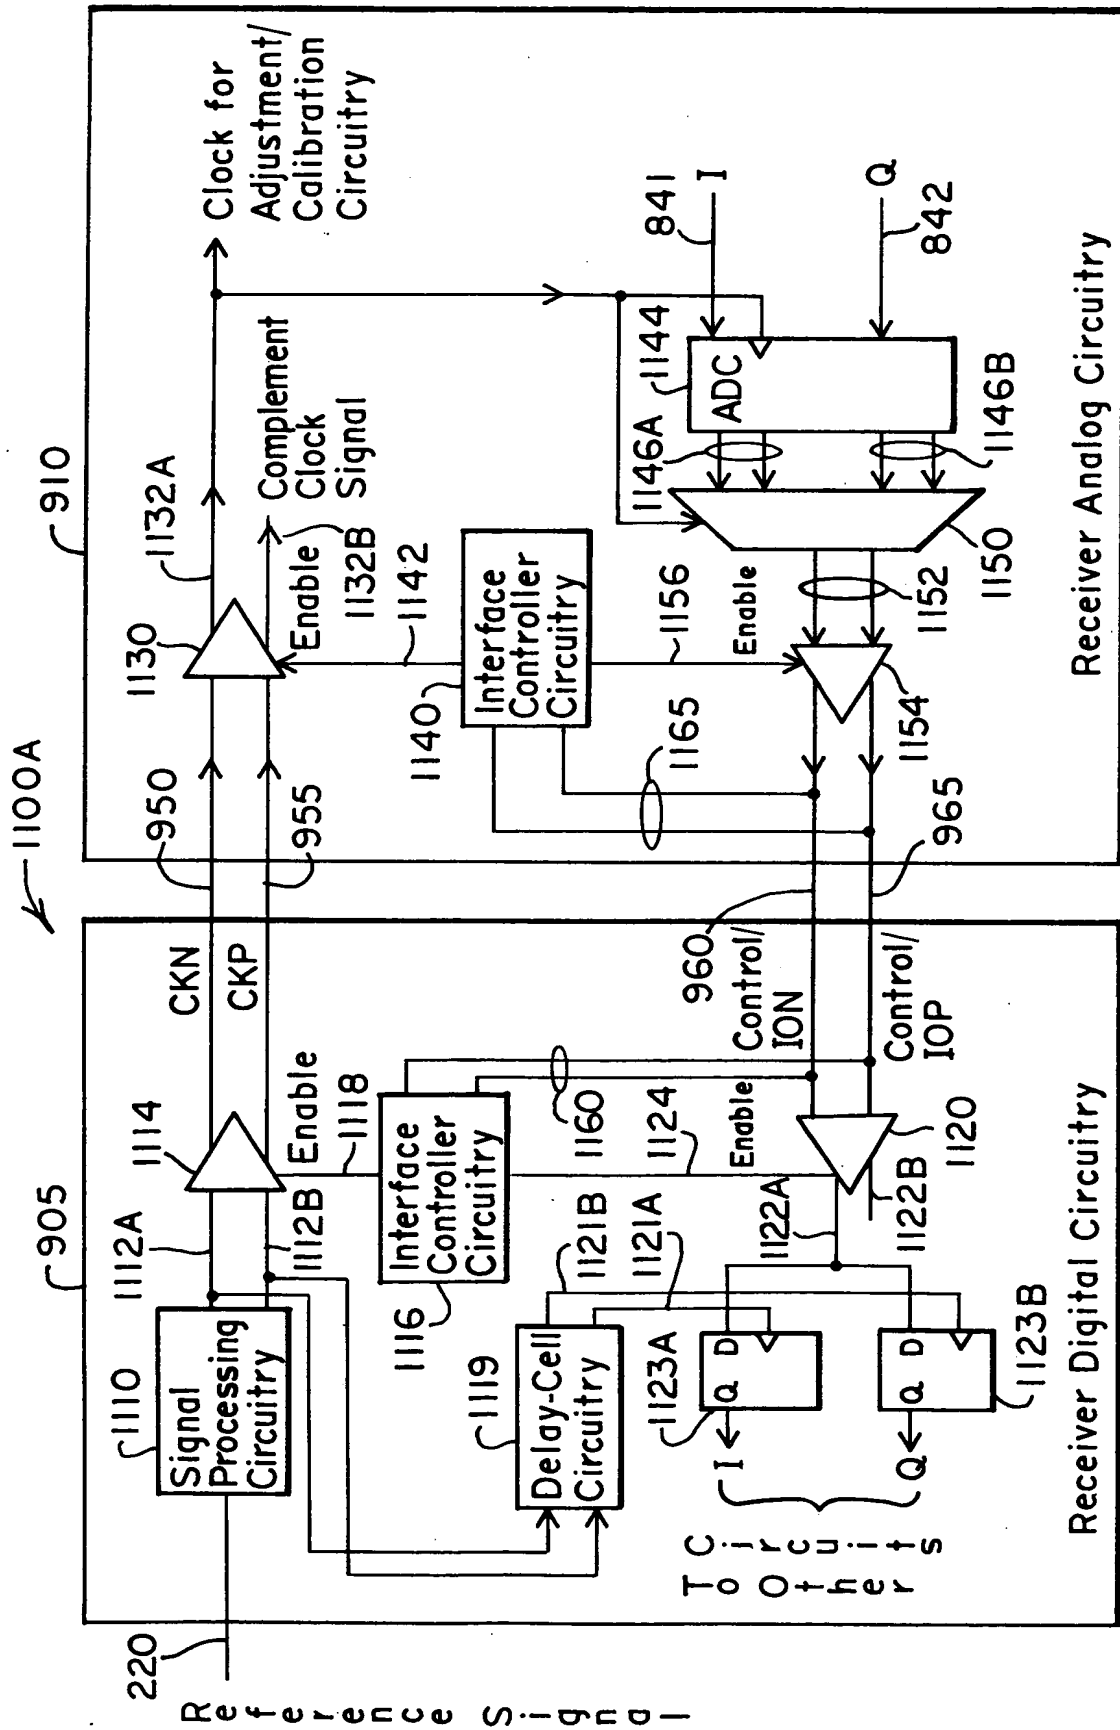 1100A
905
910
220
Reference Signal
1110
Signal
Processing
Circuitry
1112A
1112B
1114
Enable
1118
CKN
CKP
950
955
1130
1132A
Clock for
Adjustment/
Calibration
Circuitry
Complement
Clock
Signal
1132B
Enable
1142
1116
Interface
Controller
Circuitry
1160
1124
1140
Interface
Controller
Circuitry
1165
1156
1119
Delay-Cell
Circuitry
1121B
1121A
Enable
960
Control/
ION
Control/
IOP
965
1120
1122A
1122B
1123A
Q D
I
1123B
Q D
Q
To Other
Circuits
Enable
1154
1152
1150
1146A
1146B
1144
ADC
841
I
Q
842
Receiver Digital Circuitry
Receiver Analog Circuitry